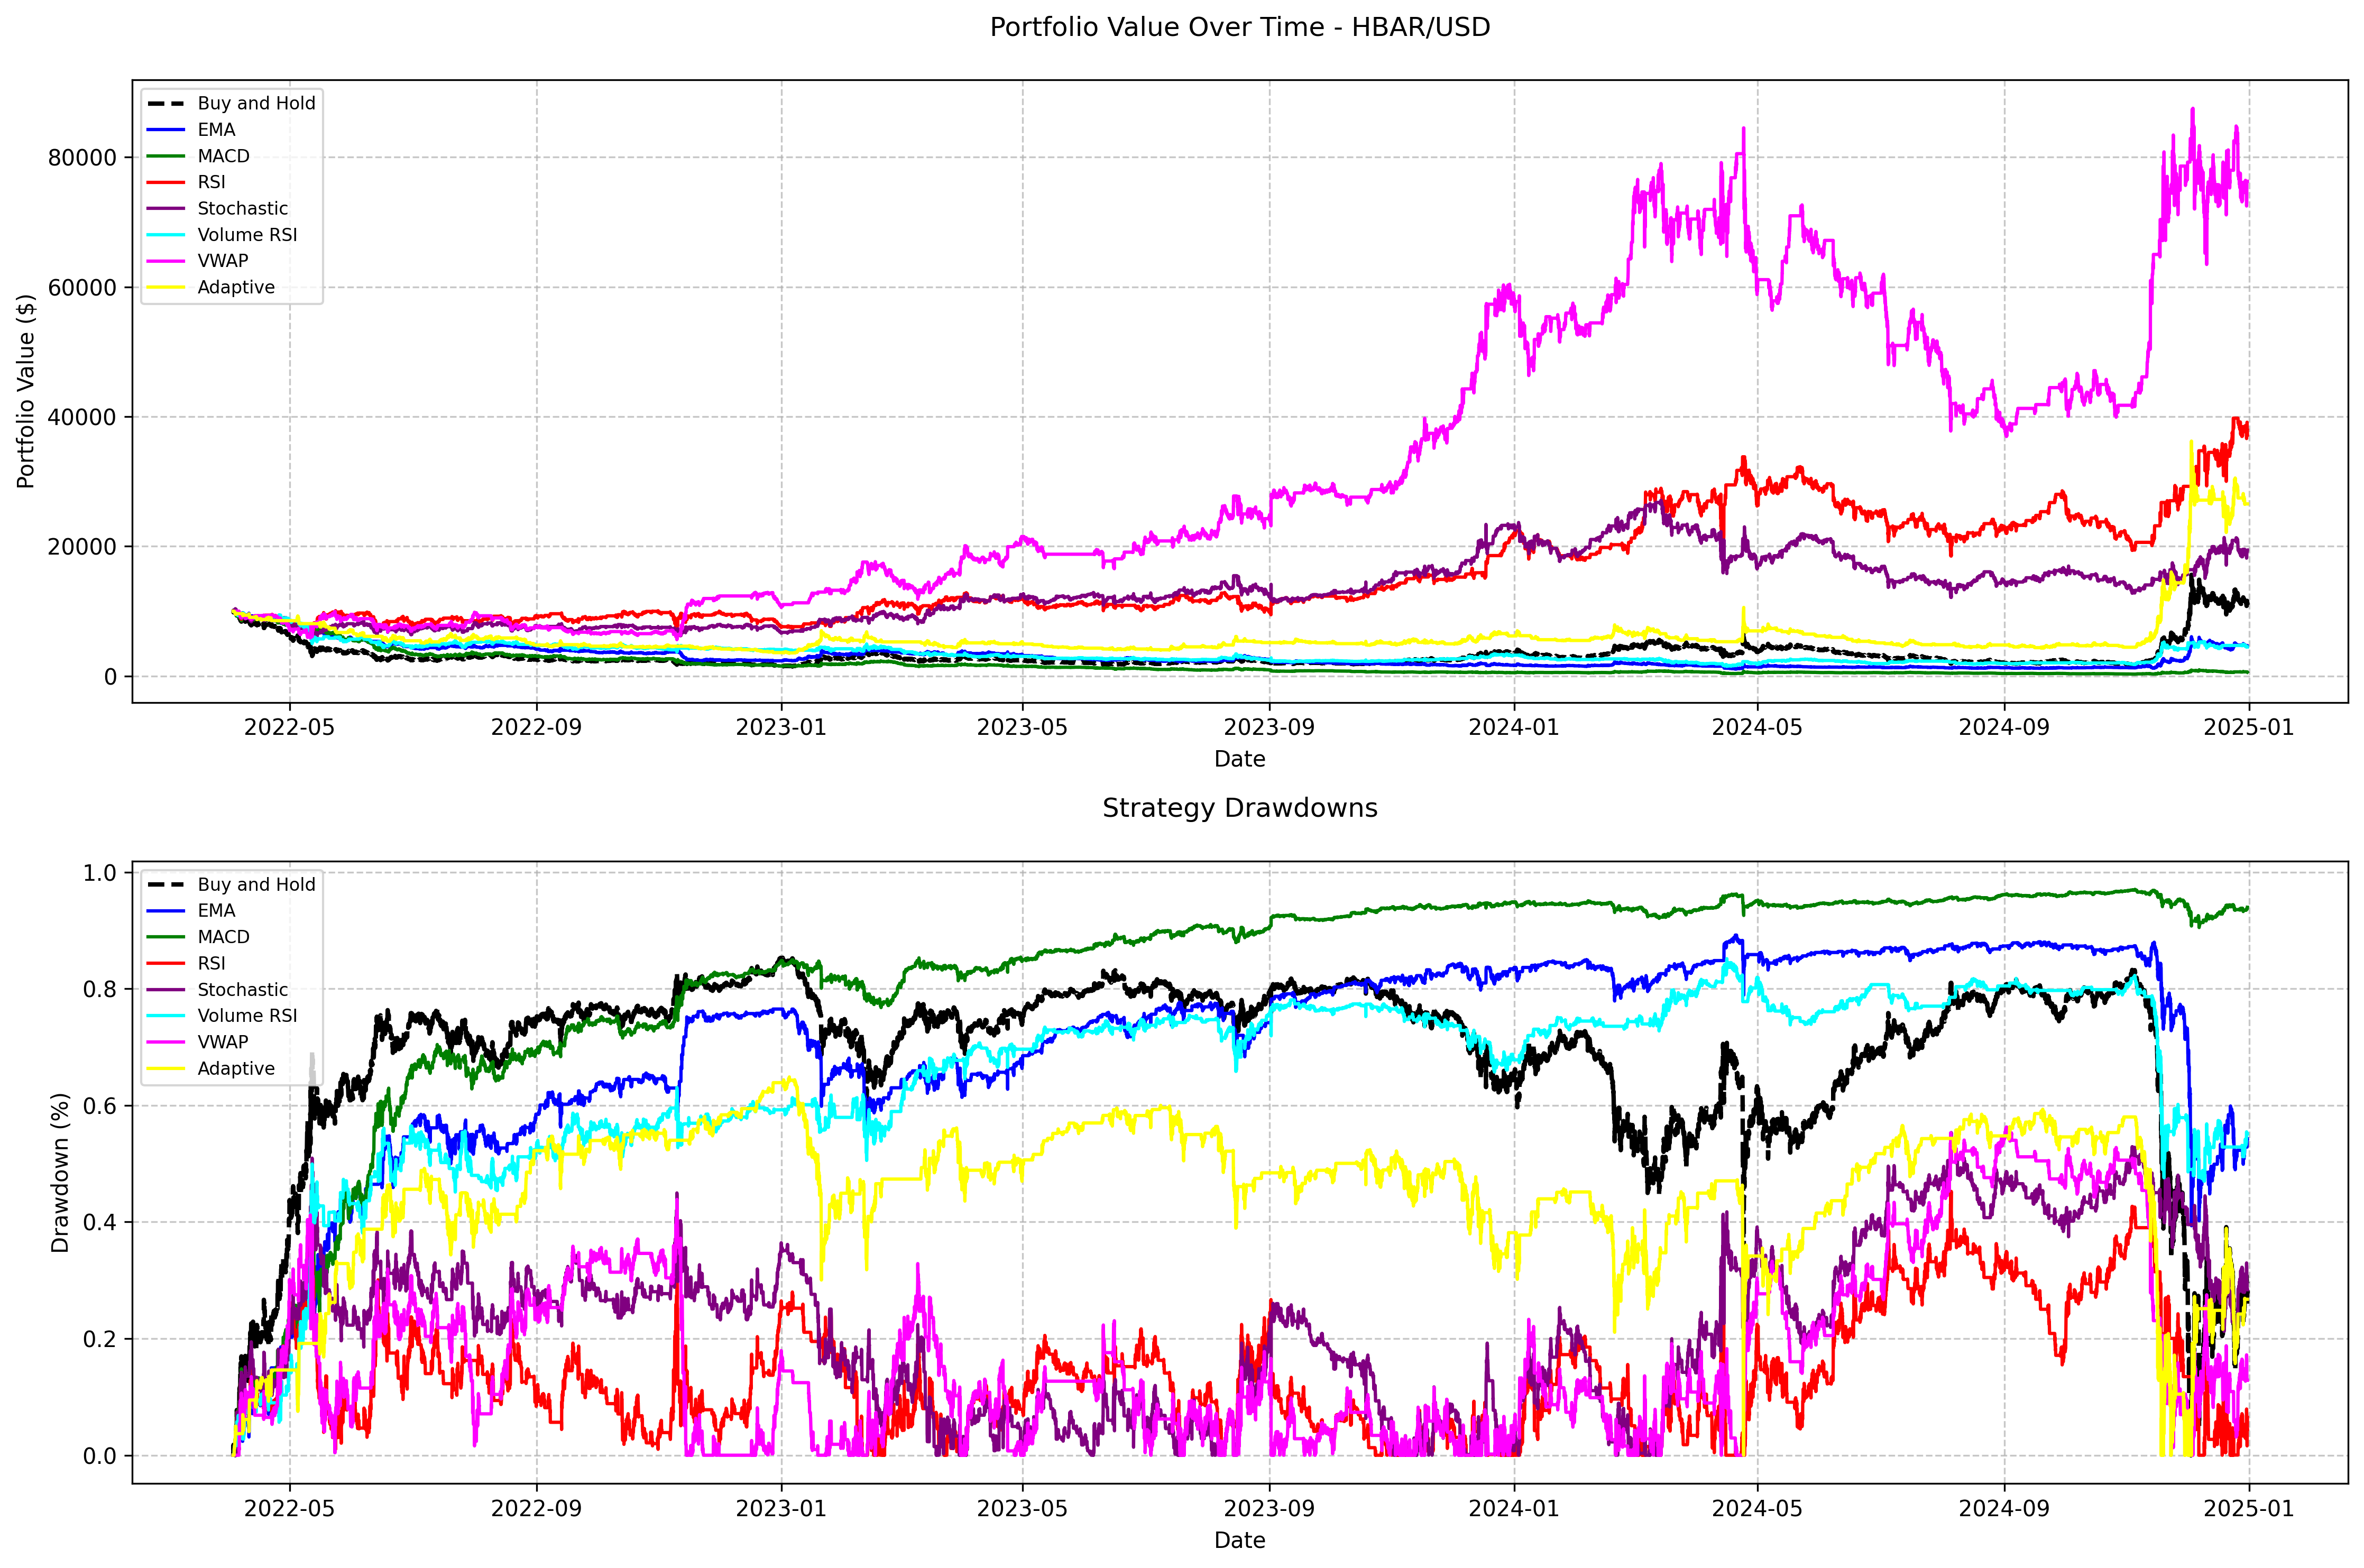 Portfolio Value Over Time - HBAR/USD
Portfolio Value ($)
80000
60000
40000
20000
0
Buy and Hold
EMA
MACD
RSI
Stochastic
Volume RSI
VWAP
Adaptive
2022-05 2022-09 2023-01 2023-05 2023-09 2024-01 2024-05 2024-09 2025-01
Date
Strategy Drawdowns
Drawdown (%)
1.0
0.8
0.6
0.4
0.2
0.0
Buy and Hold
EMA
MACD
RSI
Stochastic
Volume RSI
VWAP
Adaptive
2022-05 2022-09 2023-01 2023-05 2023-09 2024-01 2024-05 2024-09 2025-01
Date